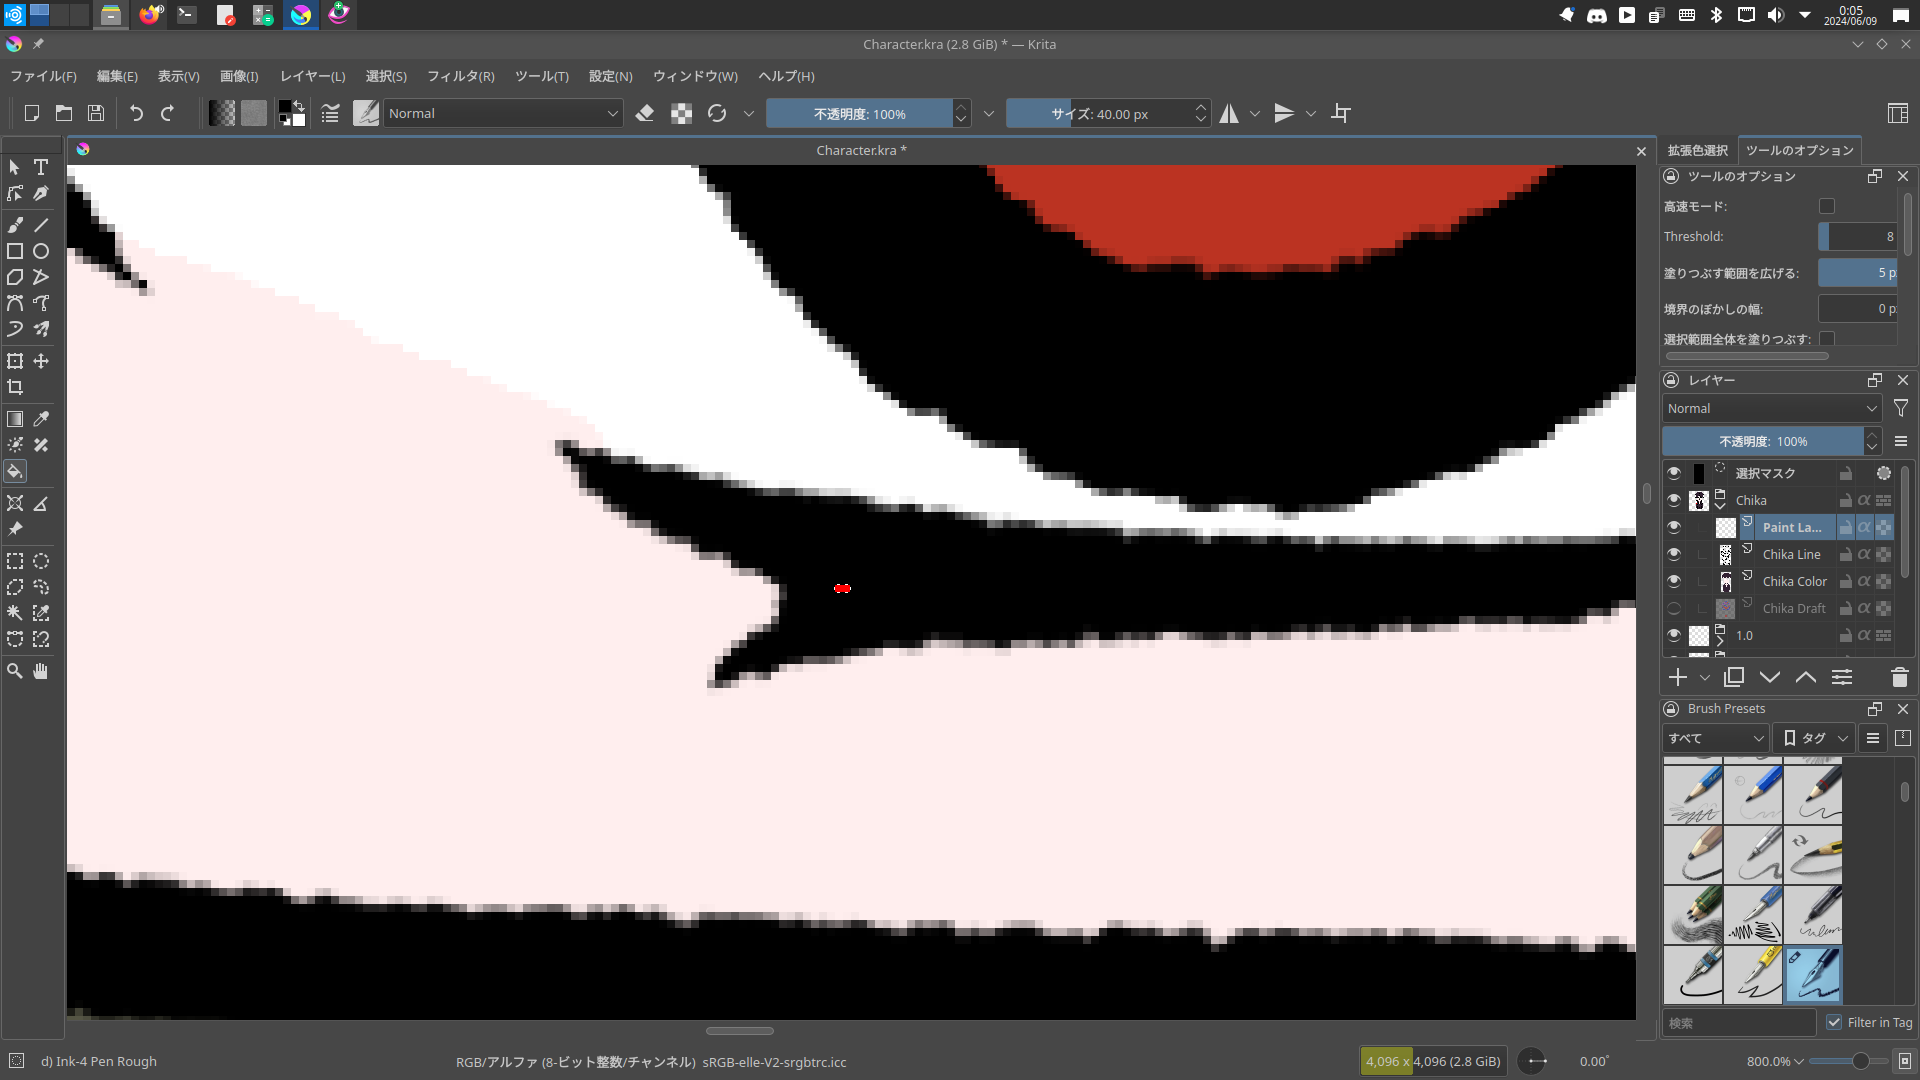 0:05
2024/06/09
Character.kra (2.8 GiB) * — Krita
ファイル(F) 編集(E) 表示(V) 画像(I) レイヤー(L) 選択(S) フィルタ(R) ツール(T) 設定(N) ウィンドウ(W) ヘルプ(H)
Normal 不透明度: 100% サイズ: 40.00 px
Character.kra *
拡張色選択 ツールのオプション
ツールのオプション
高速モード:
Threshold: 8
塗りつぶす範囲を広げる: 5 p
境界のぼかしの幅: 0 p
選択範囲全体を塗りつぶす:
レイヤー
Normal
不透明度: 100%
選択マスク
Chika
Paint La...
Chika Line
Chika Color
Chika Draft
1.0
Brush Presets
すべて タグ
検索 Filter in Tag
d) Ink-4 Pen Rough RGB/アルファ (8-ビット整数/チャンネル) sRGB-elle-V2-srgbtrc.icc 4,096 x 4,096 (2.8 GiB) 0.00° 800.0%